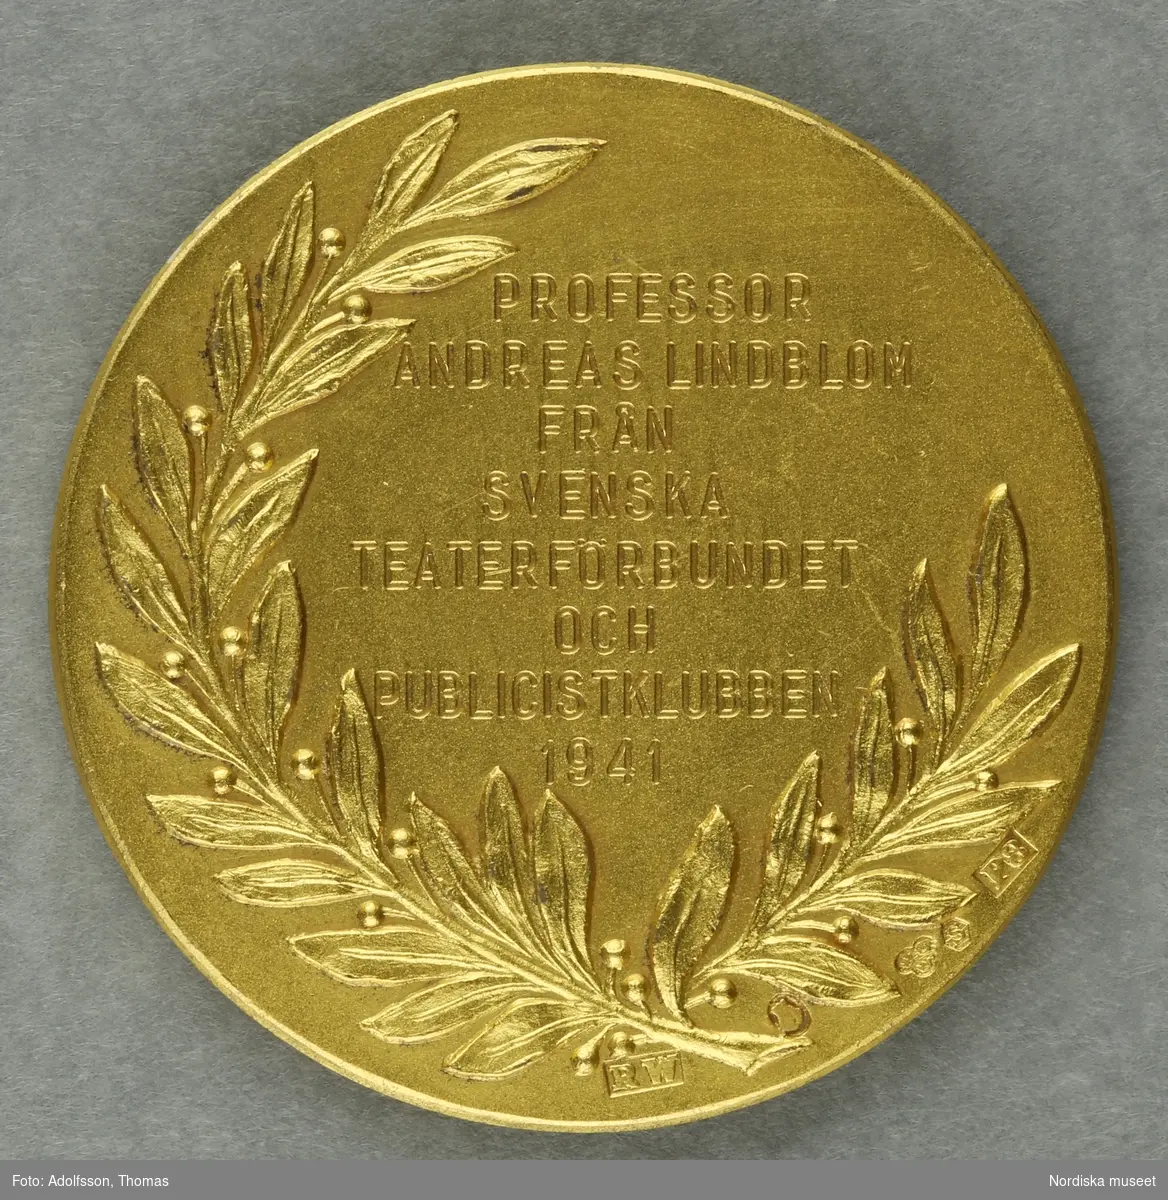 PROFESSOR
ANDREAS LINDBLOM
FRÅN
SVENSKA
TEATERFÖRBUNDET
OCH
PUBLICISTKLUBBEN
1941
P8
RW
Foto: Adolfsson, Thomas
Nordiska museet